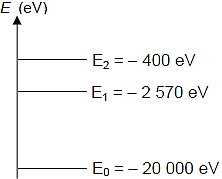 E (eV)
E₂ = – 400 eV
E₁ = – 2 570 eV
E₀ = – 20 000 eV